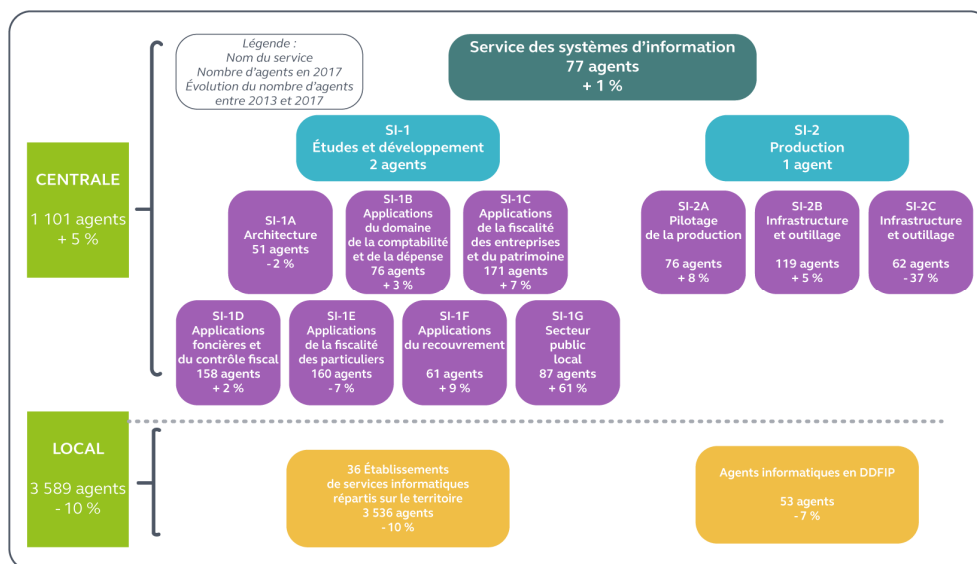 Légende :
Nom du service
Nombre d'agents en 2017
Évolution du nombre d'agents
entre 2013 et 2017
Service des systèmes d'information
77 agents
+ 1 %
CENTRALE
1 101 agents
+ 5 %
SI-1
Études et développement
2 agents
SI-2
Production
1 agent
SI-1A
Architecture
51 agents
- 2 %
SI-1B
Applications
du domaine
de la comptabilité
et de la dépense
76 agents
+ 3 %
SI-1C
Applications
de la fiscalité
des entreprises
et du patrimoine
171 agents
+ 7 %
SI-2A
Pilotage
de la production
76 agents
+ 8 %
SI-2B
Infrastructure
et outillage
119 agents
+ 5 %
SI-2C
Infrastructure
et outillage
62 agents
- 37 %
SI-1D
Applications
foncières et
du contrôle fiscal
158 agents
+ 2 %
SI-1E
Applications
de la fiscalité
des particuliers
160 agents
-7 %
SI-1F
Applications
du recouvrement
61 agents
+ 9 %
SI-1G
Secteur
public
local
87 agents
+ 61 %
LOCAL
3 589 agents
- 10 %
36 Établissements
de services informatiques
répartis sur le territoire
3 536 agents
-10 %
Agents informatiques en DDFIP
53 agents
- 7 %